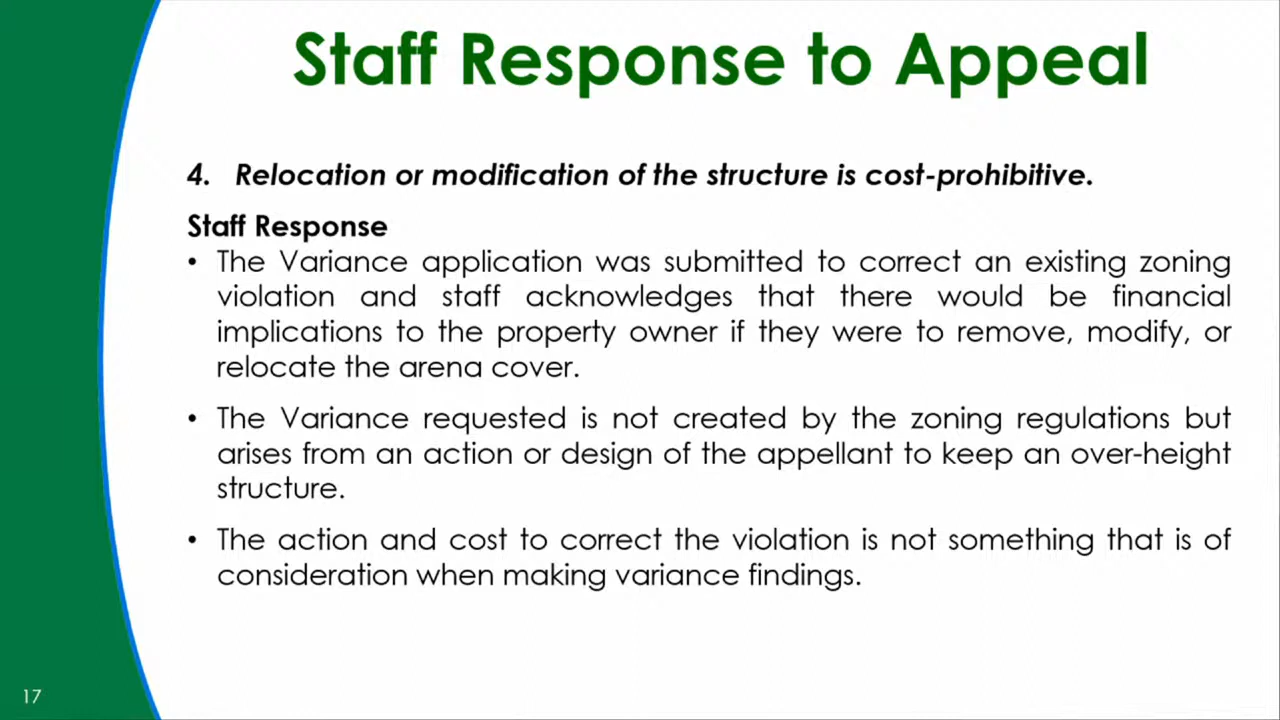 Staff Response to Appeal
4. Relocation or modification of the structure is cost-prohibitive.
Staff Response
• The Variance application was submitted to correct an existing zoning
violation and staff acknowledges that there would be financial
implications to the property owner if they were to remove, modify, or
relocate the arena cover.
• The Variance requested is not created by the zoning regulations but
arises from an action or design of the appellant to keep an over-height
structure.
• The action and cost to correct the violation is not something that is of
consideration when making variance findings.
17